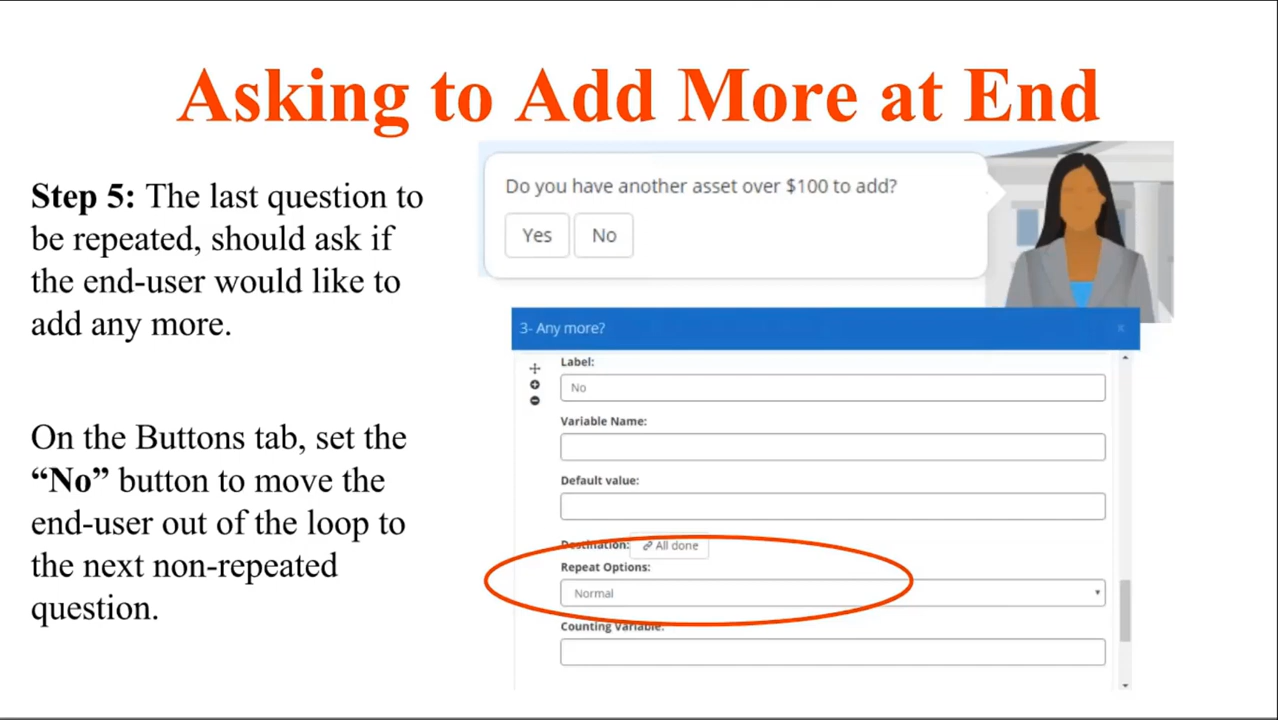 Asking to Add More at End
Step 5: The last question to
be repeated, should ask if
the end-user would like to
add any more.
On the Buttons tab, set the
“No” button to move the
end-user out of the loop to
the next non-repeated
question.
Do you have another asset over $100 to add?
Yes No
3- Any more?
Label:
No
Variable Name:
Default value:
Destination: All done
Repeat Options:
Normal
Counting Variable: